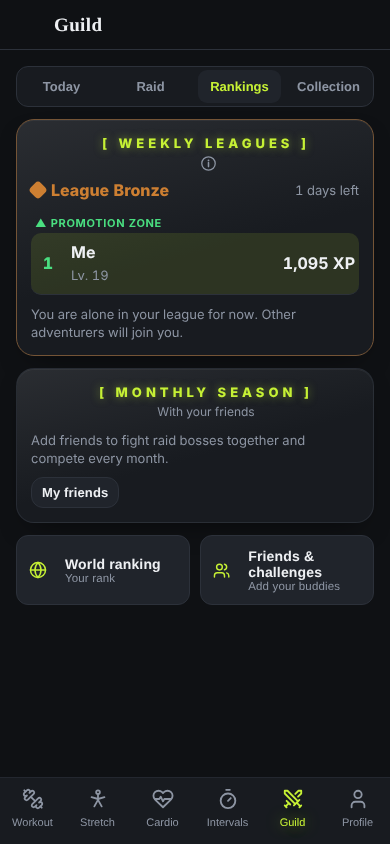 Guild
Today Raid Rankings Collection
[ WEEKLY LEAGUES ]
League Bronze 1 days left
PROMOTION ZONE
1 Me 1,095 XP
Lv. 19
You are alone in your league for now. Other
adventurers will join you.
[ MONTHLY SEASON ]
With your friends
Add friends to fight raid bosses together and
compete every month.
My friends
World ranking
Your rank
Friends &
challenges
Add your buddies
Workout Stretch Cardio Intervals Guild Profile